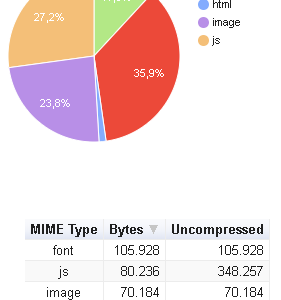 html
27,2%
image
js
35,9%
23,8%
MIME Type Bytes Uncompressed
font 105.928 105.928
js 80.236 348.257
image 70.184 70.184